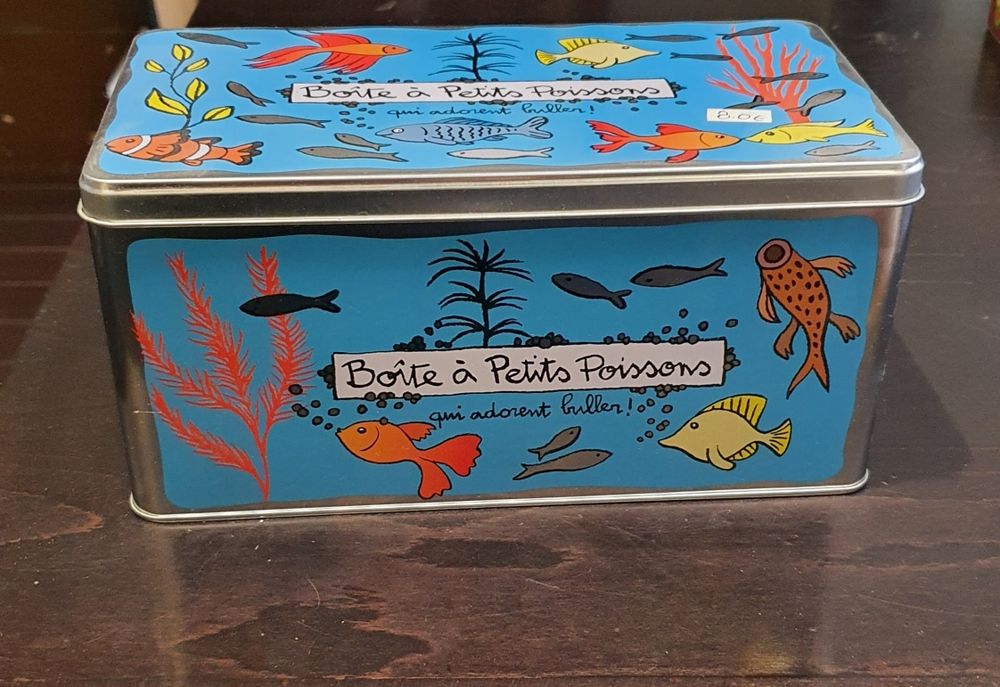 Boîte à Petits Poissons
qui adorent buller!
8.0€
Boîte à Petits Poissons
qui adorent buller!